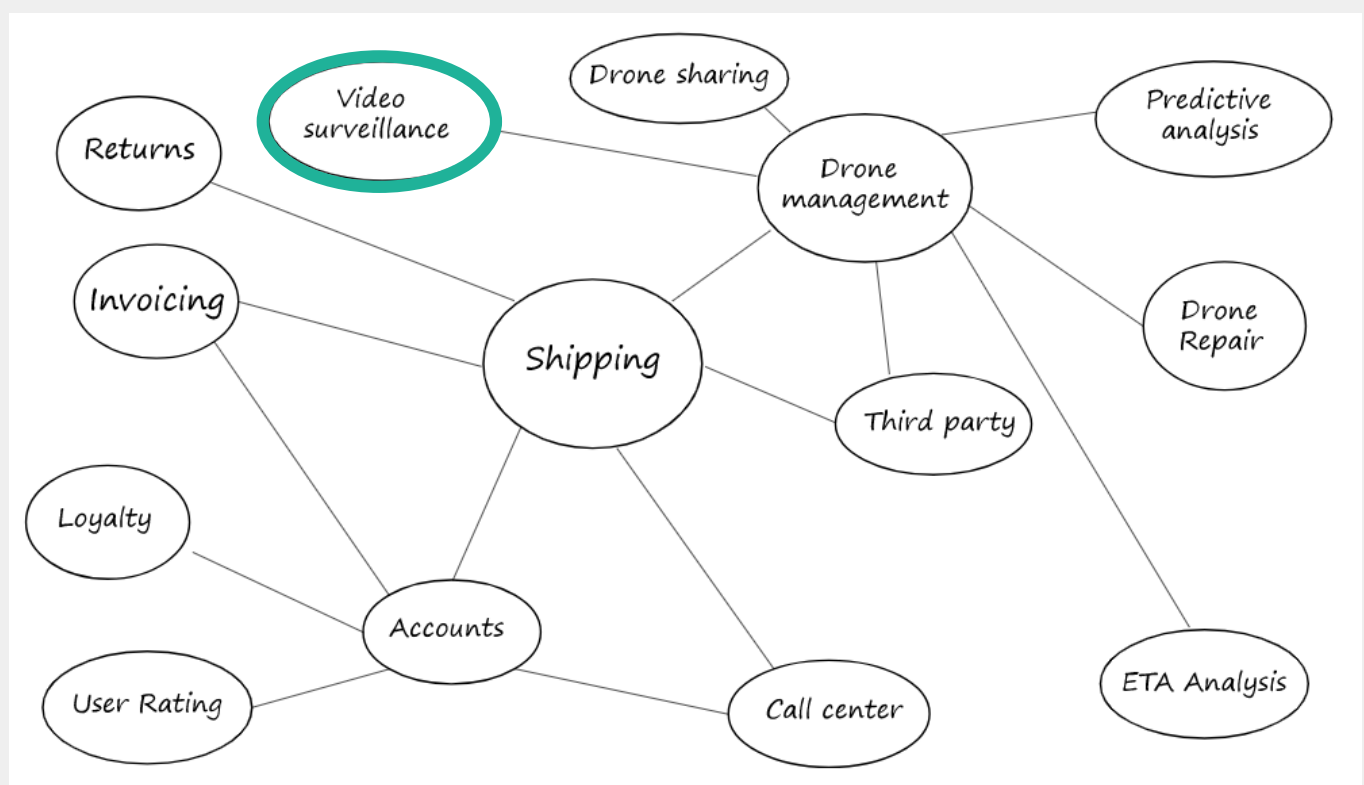 Drone sharing
Video
surveillance
Predictive
analysis
Returns
Drone
management
Invoicing
Drone
Repair
Shipping
Third party
Loyalty
Accounts
User Rating
Call center
ETA Analysis